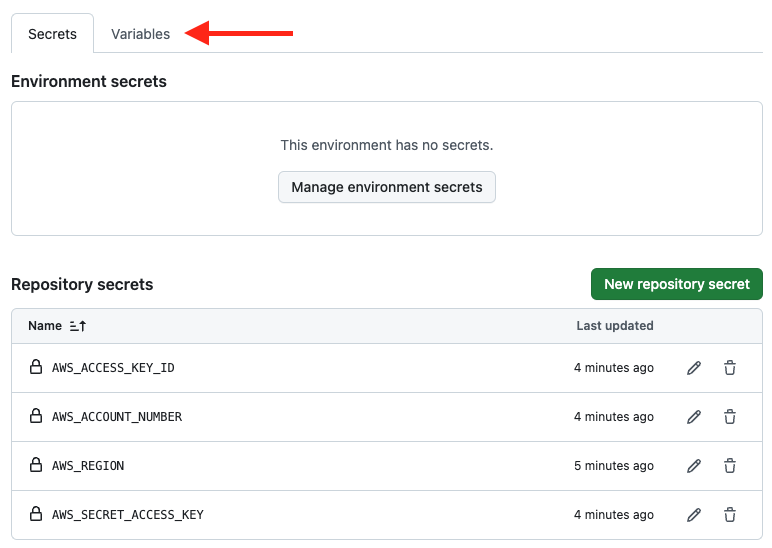 Secrets Variables
Environment secrets
This environment has no secrets.
Manage environment secrets
Repository secrets New repository secret
Name Last updated
AWS_ACCESS_KEY_ID 4 minutes ago
AWS_ACCOUNT_NUMBER 4 minutes ago
AWS_REGION 5 minutes ago
AWS_SECRET_ACCESS_KEY 4 minutes ago